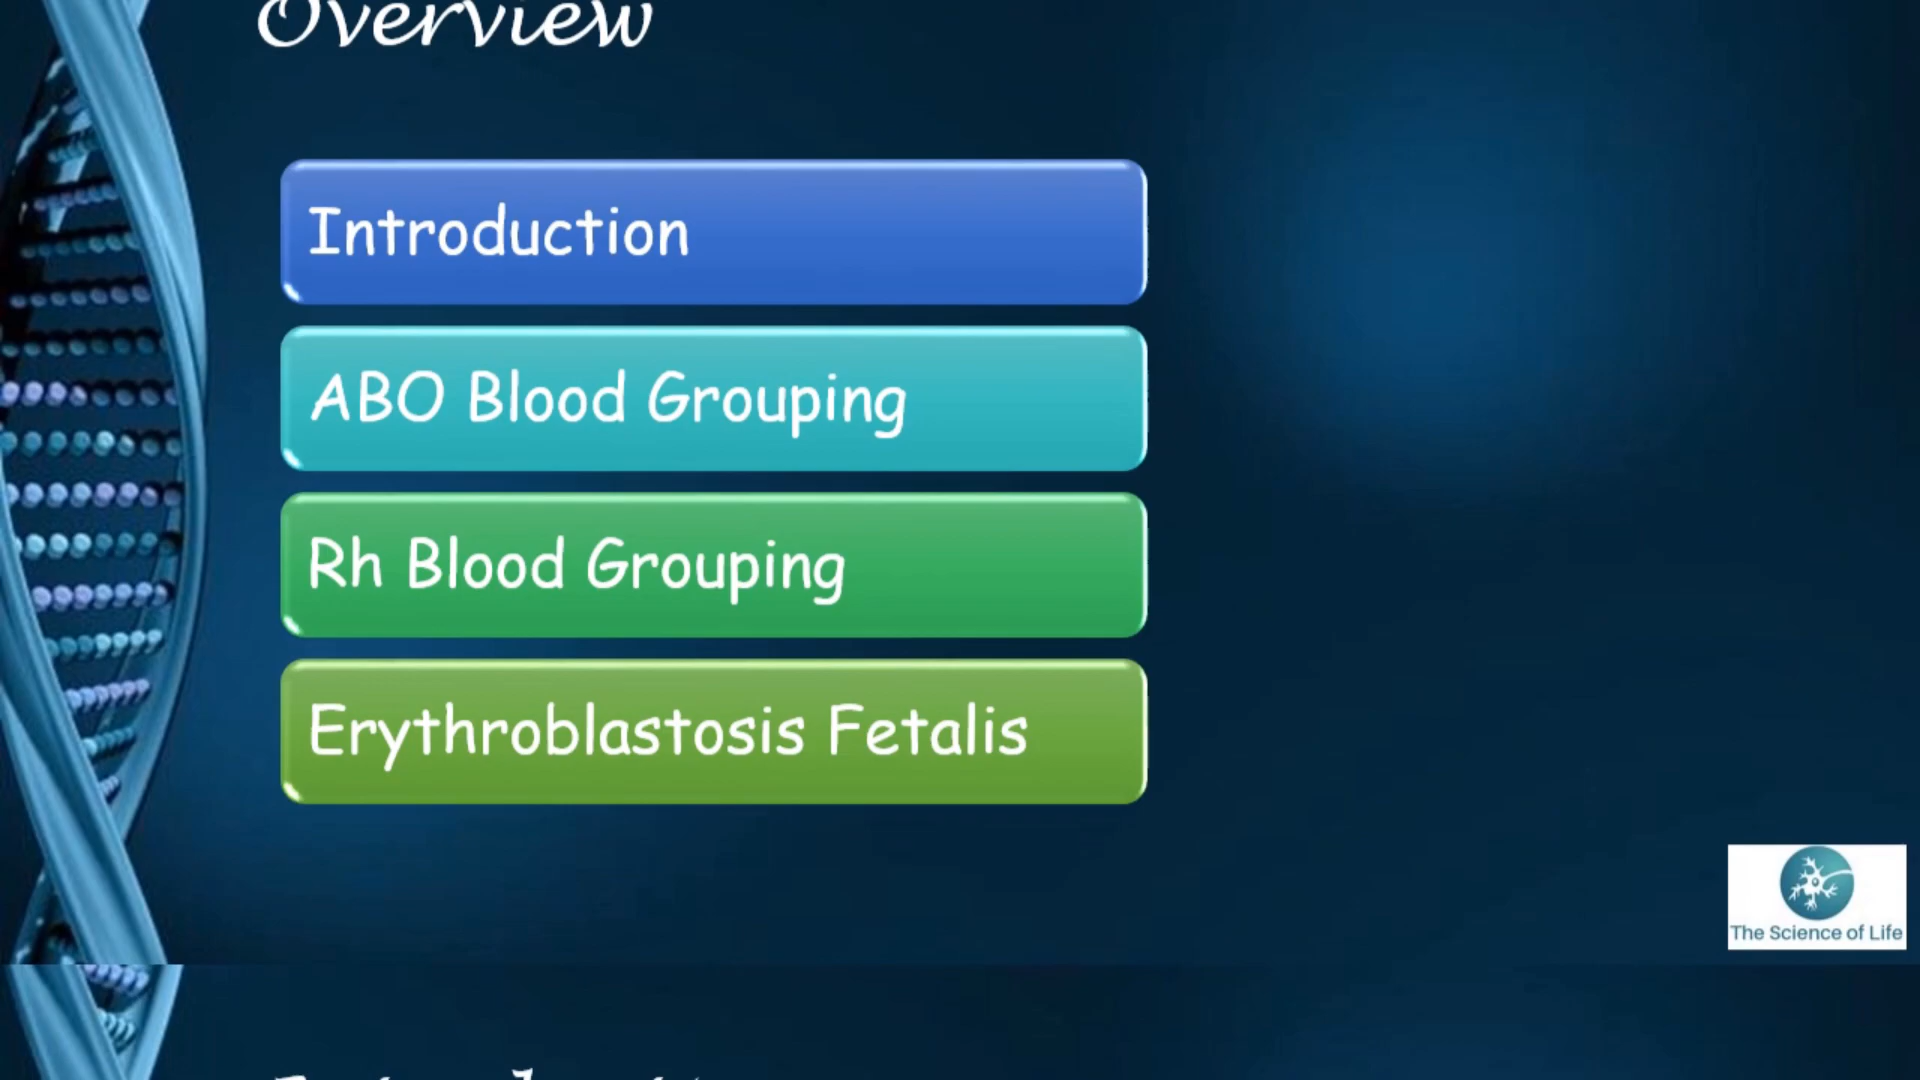 Overview
Introduction
ABO Blood Grouping
Rh Blood Grouping
Erythroblastosis Fetalis
The Science of Life